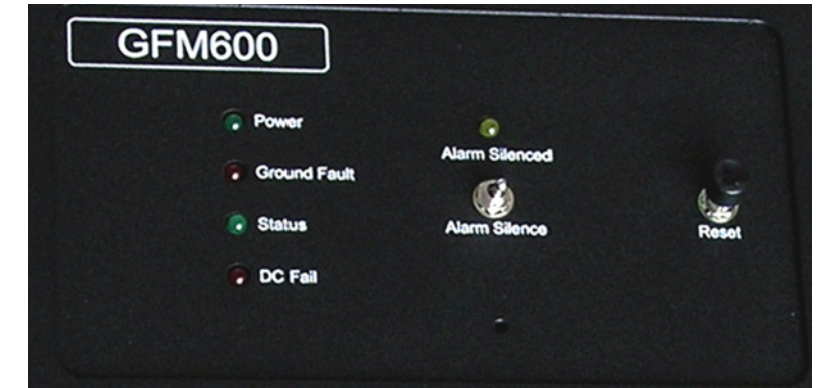 GFM600
Power
Ground Fault
Status
DC Fail
Alarm Silenced
Alarm Silence
Reset